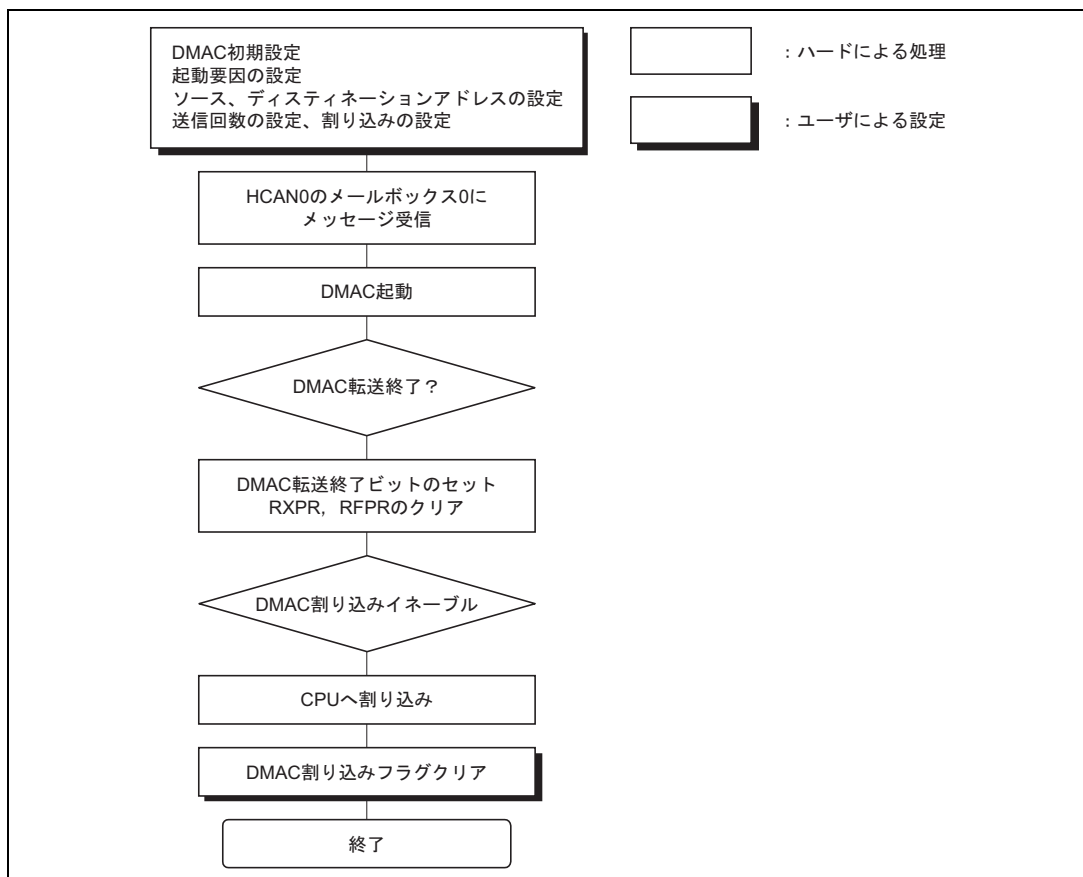 DMAC初期設定
起動要因の設定
ソース、ディスティネーションアドレスの設定
送信回数の設定、割り込みの設定
：ハードによる処理
：ユーザによる設定
HCAN0のメールボックス0に
メッセージ受信
DMAC起動
DMAC転送終了？
DMAC転送終了ビットのセット
RXPR，RFPRのクリア
DMAC割り込みイネーブル
CPUへ割り込み
DMAC割り込みフラグクリア
終了